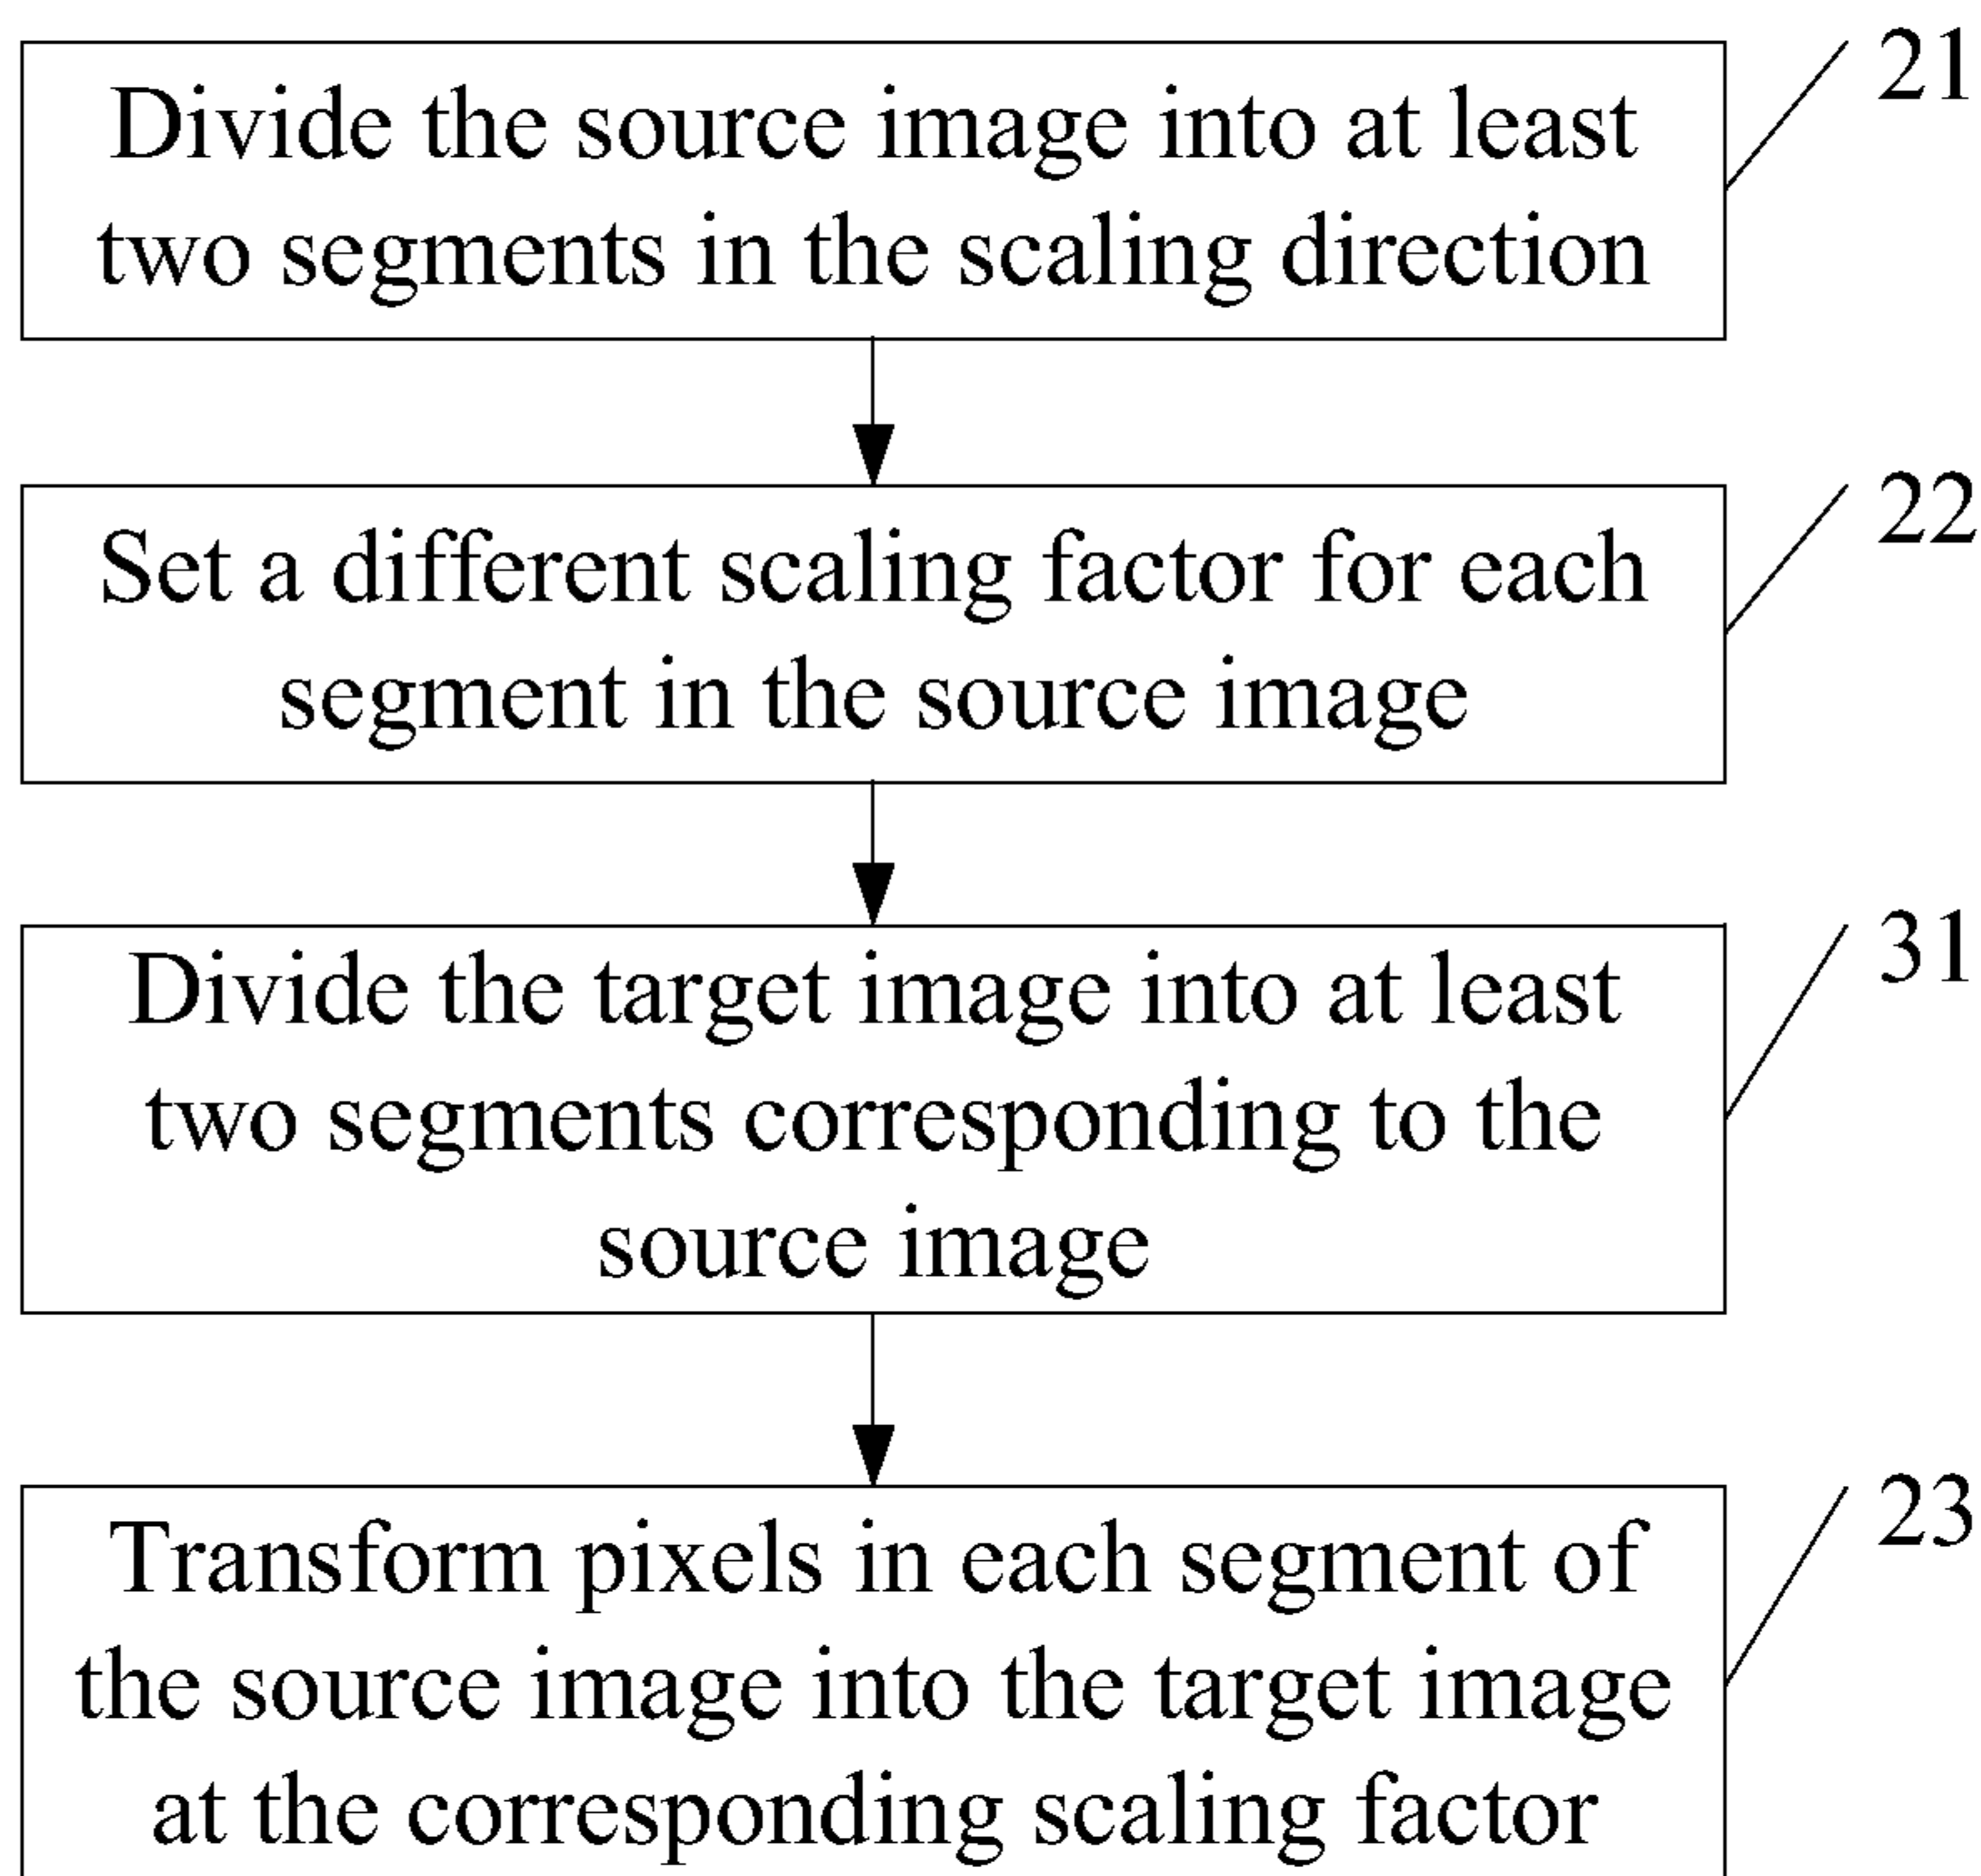 21
Divide the source image into at least
two segments in the scaling direction
22
Set a different scaling factor for each
segment in the source image
31
Divide the target image into at least
two segments corresponding to the
source image
23
Transform pixels in each segment of
the source image into the target image
at the corresponding scaling factor